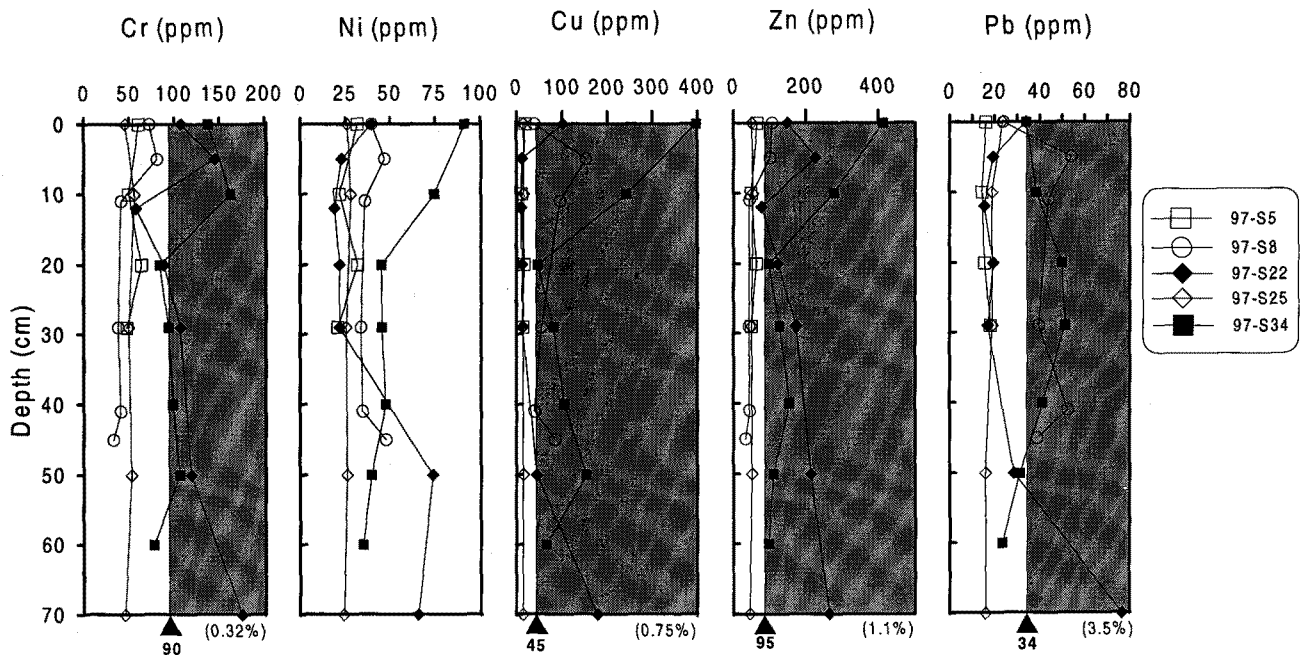 Cr (ppm) Ni (ppm) Cu (ppm) Zn (ppm) Pb (ppm)
0 50 100 150 200 0 25 50 75 100 0 100 200 300 400 0 200 400 0 20 40 60 80
0
10
20
30
40
50
60
70
Depth (cm)
97-S5
97-S8
97-S22
97-S25
97-S34
(0.32%) (0.75%) (1.1%) (3.5%)
90 45 95 34